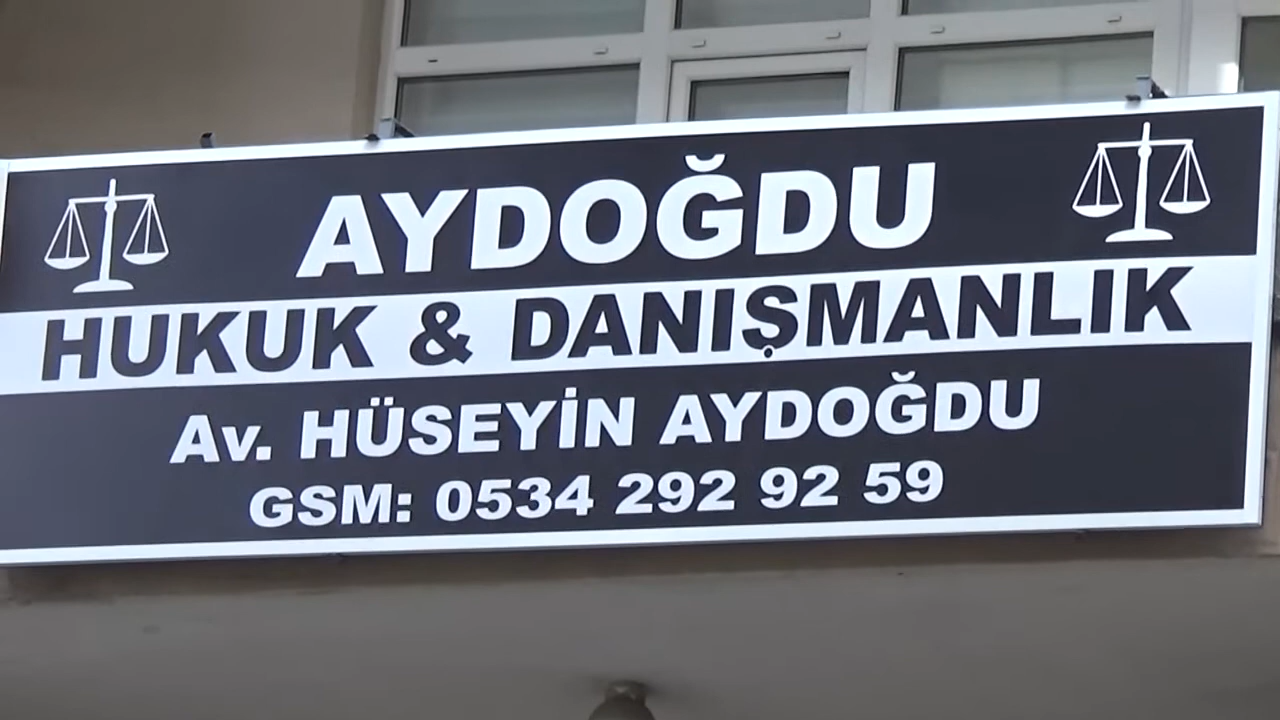 AYDOĞDU
HUKUK & DANIŞMANLIK
Av. HÜSEYİN AYDOĞDU
GSM: 0534 292 92 59